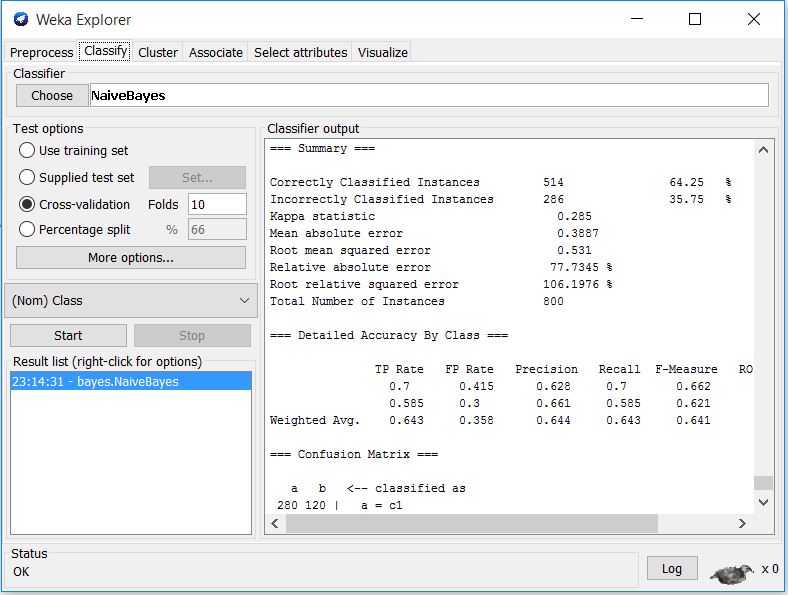 Weka Explorer
Preprocess Classify Cluster Associate Select attributes Visualize
Classifier
Choose NaiveBayes
Test options
Use training set
Supplied test set Set...
Cross-validation Folds 10
Percentage split % 66
More options...
(Nom) Class
Start Stop
Result list (right-click for options)
23:14:31 - bayes.NaiveBayes
Classifier output
=== Summary ===
Correctly Classified Instances 514 64.25 %
Incorrectly Classified Instances 286 35.75 %
Kappa statistic 0.285
Mean absolute error 0.3887
Root mean squared error 0.531
Relative absolute error 77.7345 %
Root relative squared error 106.1976 %
Total Number of Instances 800
=== Detailed Accuracy By Class ===
TP Rate FP Rate Precision Recall F-Measure RO
0.7 0.415 0.628 0.7 0.662
0.585 0.3 0.661 0.585 0.621
Weighted Avg. 0.643 0.358 0.644 0.643 0.641
=== Confusion Matrix ===
a b <-- classified as
280 120 | a = c1
Status
OK
Log x 0